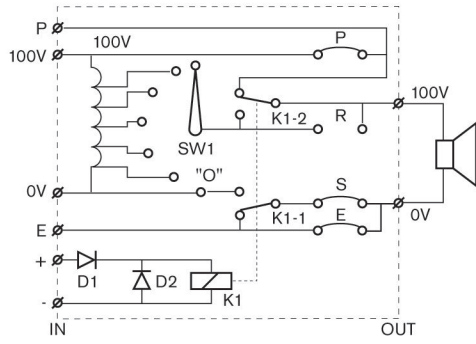 P
P
100V
100V
100V
K1-2
R
SW1
"O"
S
0V
0V
K1-1
E
E
+
D1
D2
K1
-
IN
OUT